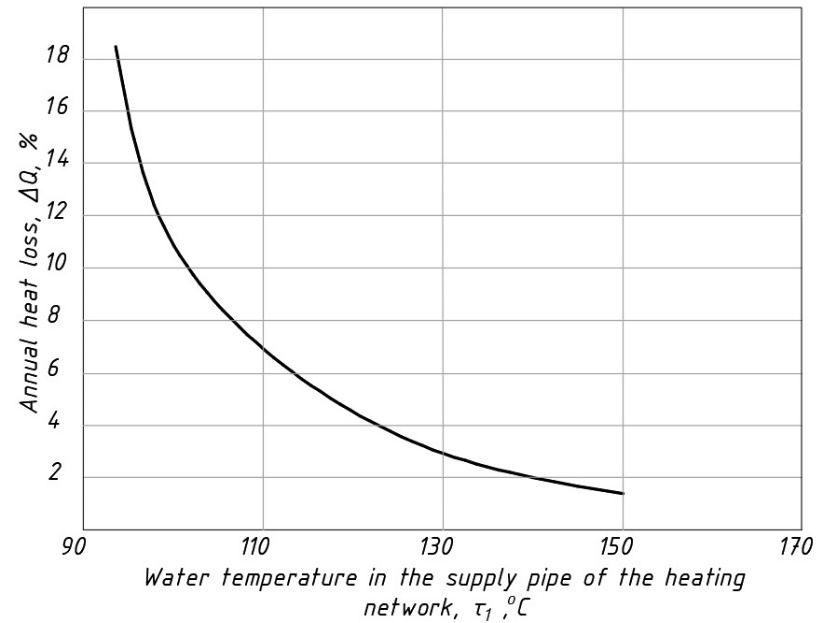 18
16
14
12
10
8
6
4
2
Annual heat loss, ΔQ, %
90 110 130 150 170
Water temperature in the supply pipe of the heating
network, τ₁ ,°C